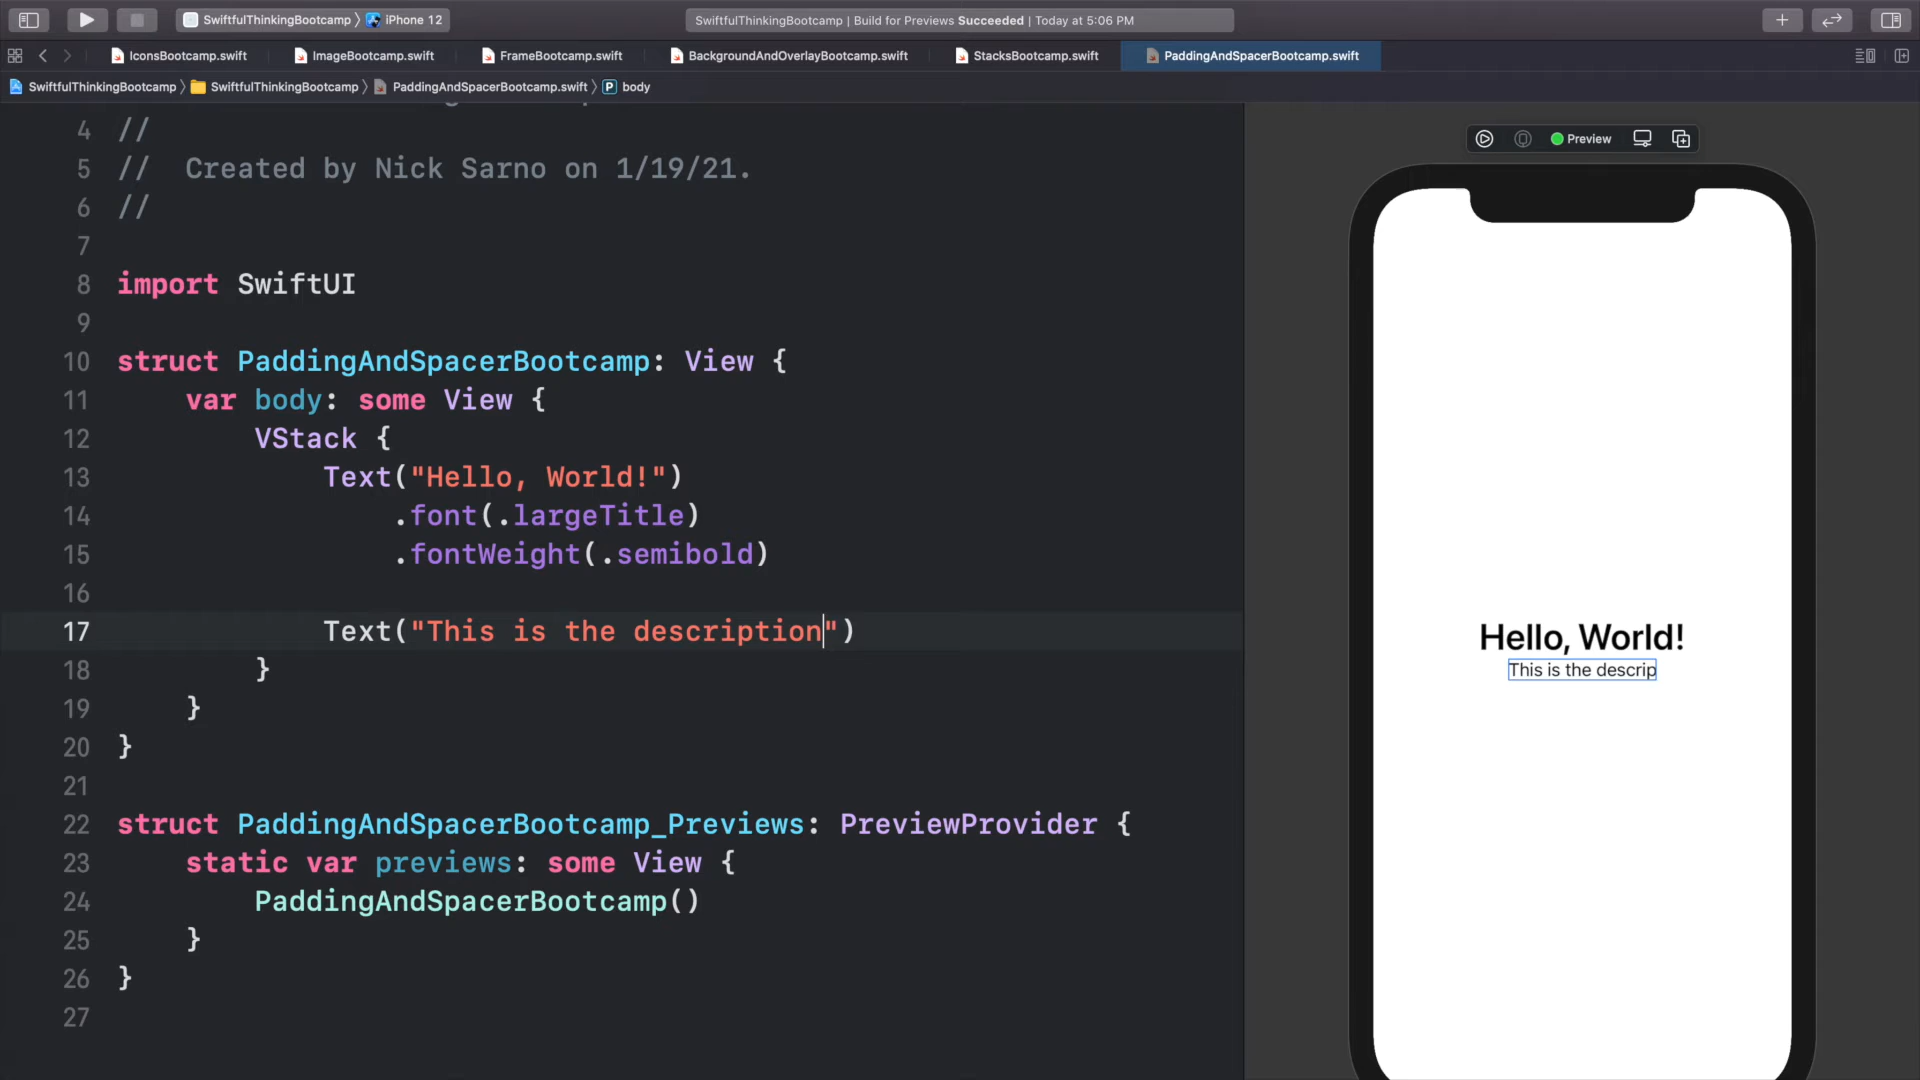 SwiftfulThinkingBootcamp 〉 iPhone 12
SwiftfulThinkingBootcamp | Build for Previews Succeeded | Today at 5:06 PM
IconsBootcamp.swift ImageBootcamp.swift FrameBootcamp.swift BackgroundAndOverlayBootcamp.swift StacksBootcamp.swift PaddingAndSpacerBootcamp.swift
SwiftfulThinkingBootcamp 〉 SwiftfulThinkingBootcamp 〉 PaddingAndSpacerBootcamp.swift 〉 P body
4 //
5 //  Created by Nick Sarno on 1/19/21.
6 //
7
8 import SwiftUI
9
10 struct PaddingAndSpacerBootcamp: View {
11     var body: some View {
12         VStack {
13             Text("Hello, World!")
14                 .font(.largeTitle)
15                 .fontWeight(.semibold)
16
17             Text("This is the description")
18         }
19     }
20 }
21
22 struct PaddingAndSpacerBootcamp_Previews: PreviewProvider {
23     static var previews: some View {
24         PaddingAndSpacerBootcamp()
25     }
26 }
27
Preview
Hello, World!
This is the descrip